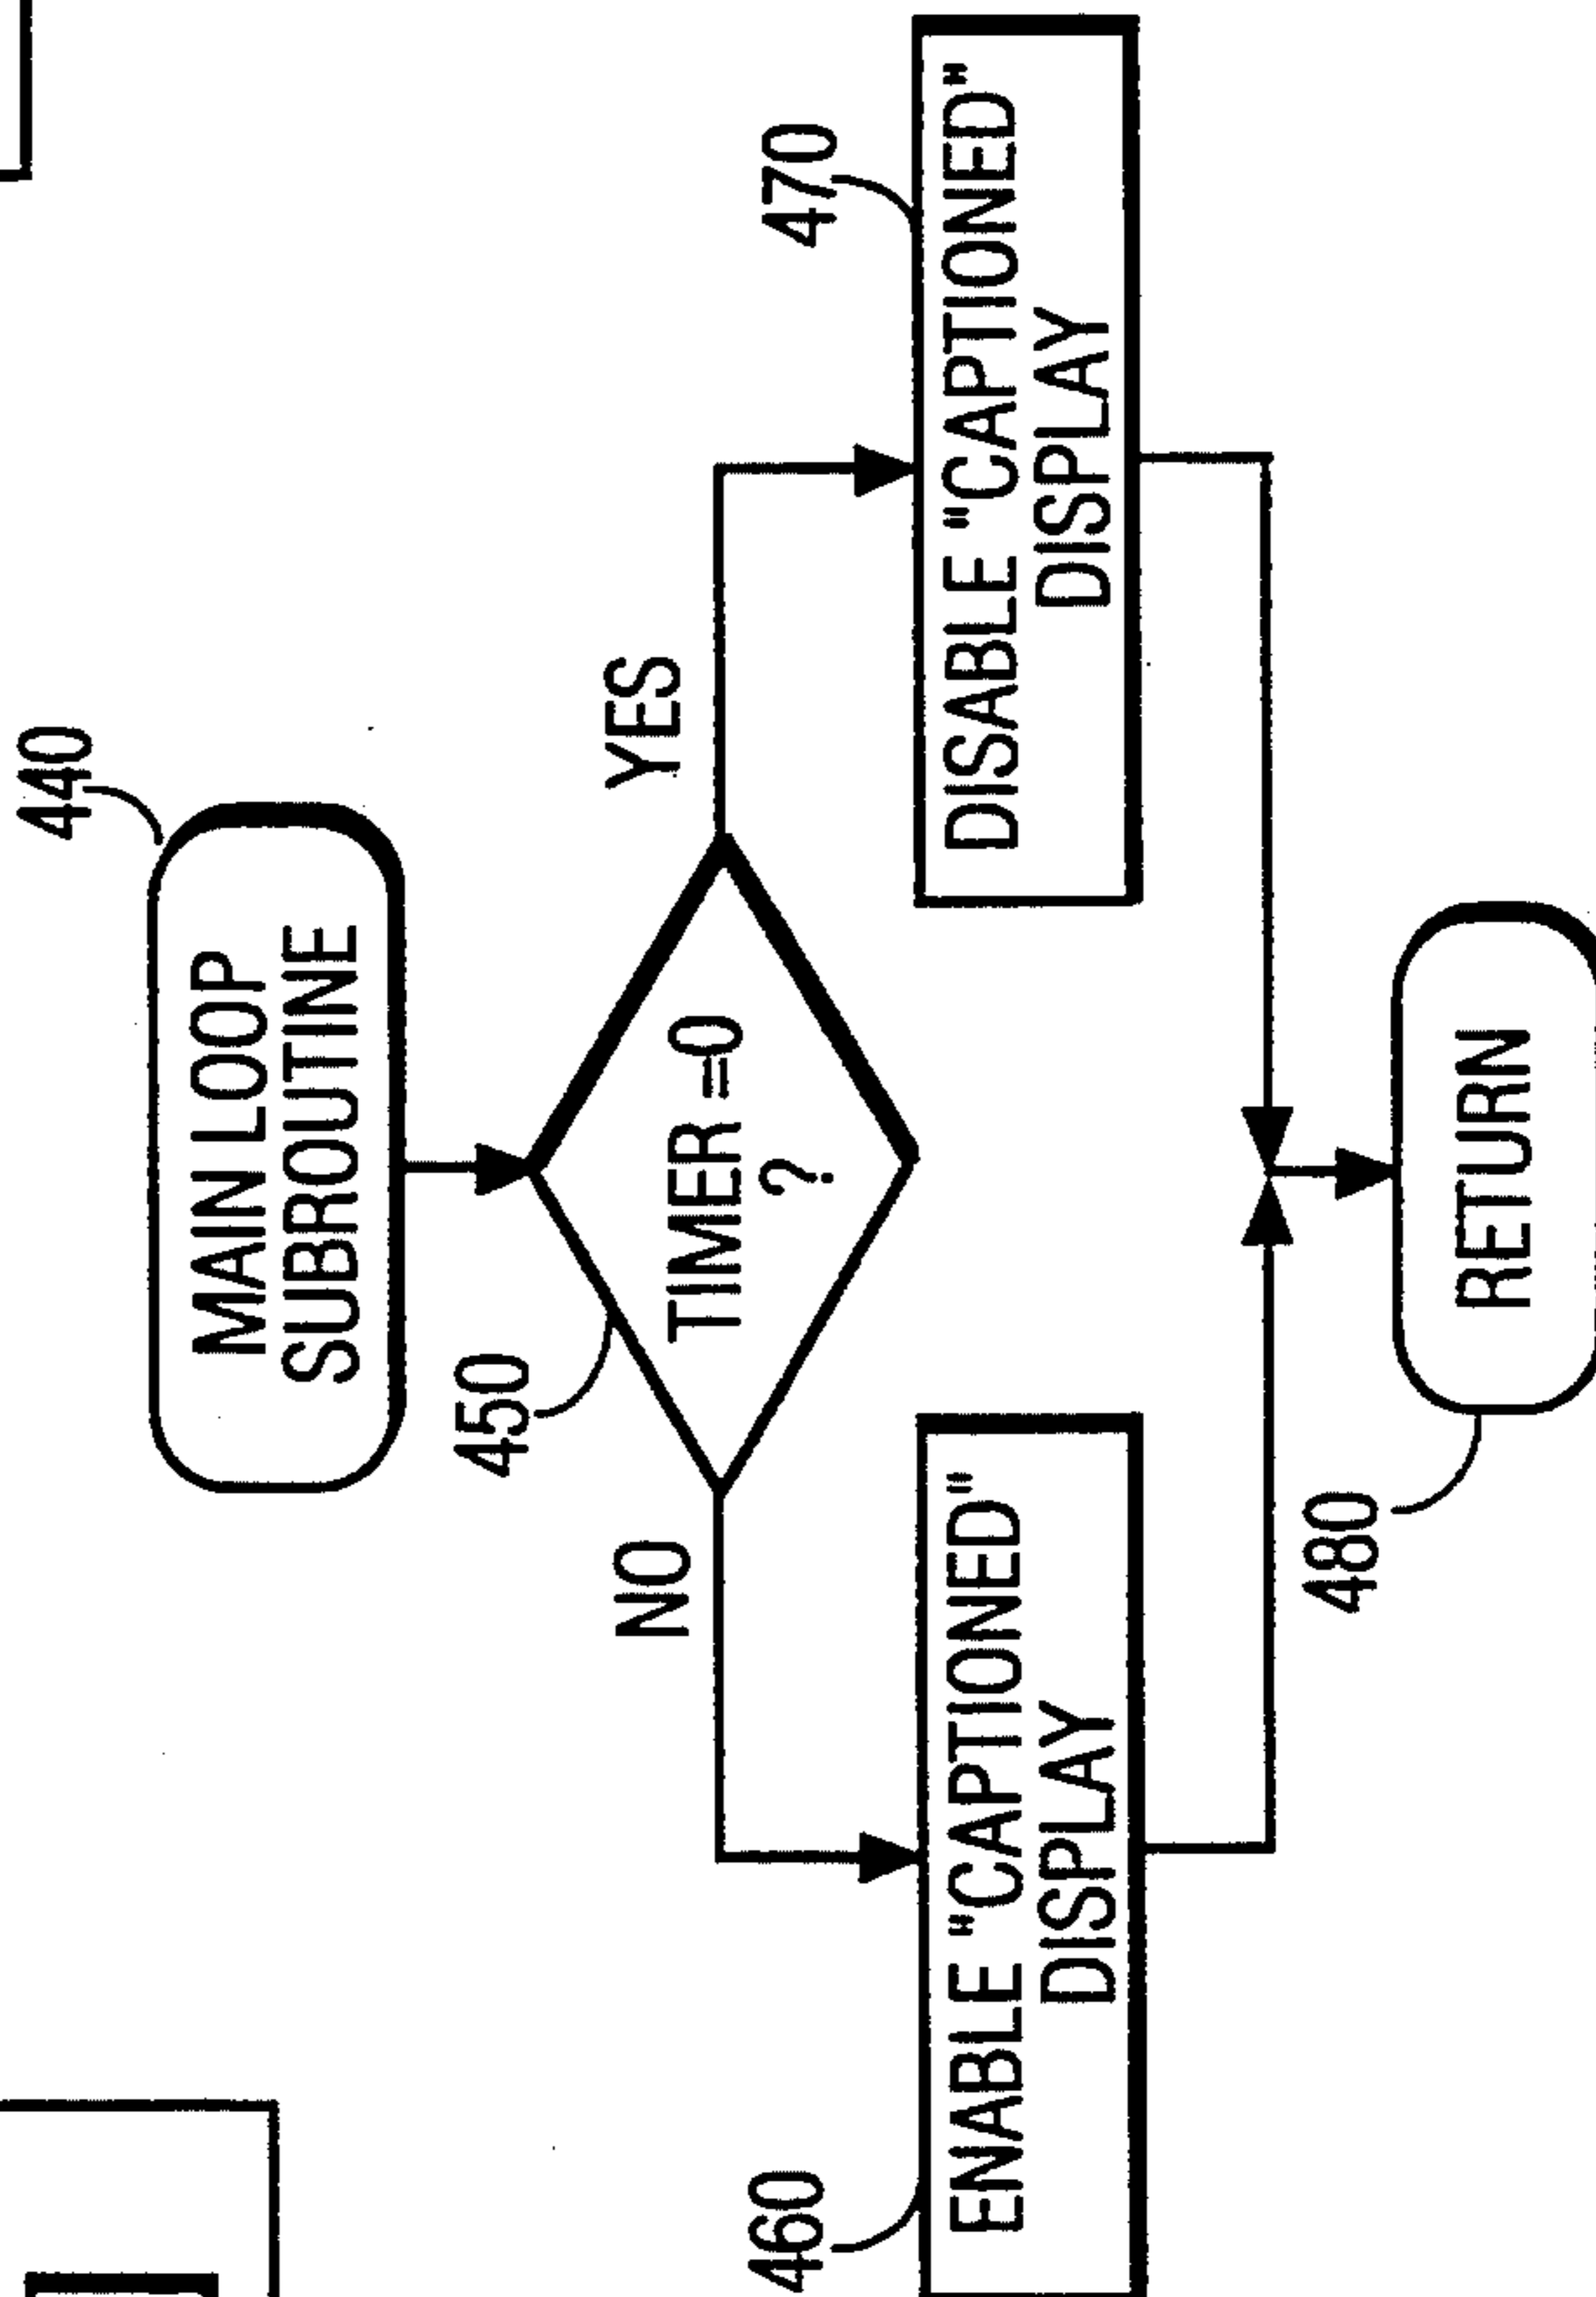 440
MAIN LOOP
SUBROUTINE
450
TIMER=0
?
NO
YES
460
ENABLE "CAPTIONED"
DISPLAY
470
DISABLE "CAPTIONED"
DISPLAY
480
RETURN